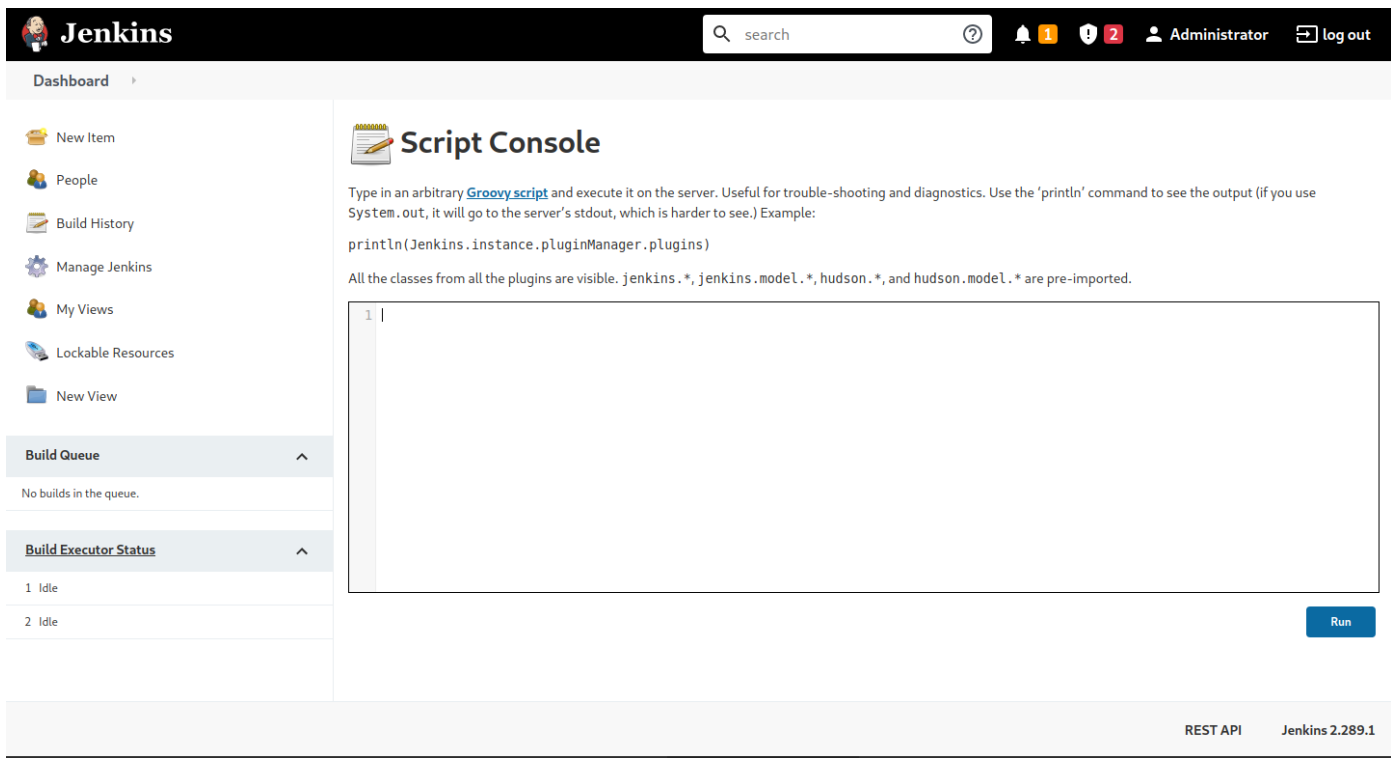 Jenkins
search
1
2
Administrator
log out
Dashboard
New Item
People
Build History
Manage Jenkins
My Views
Lockable Resources
New View
Build Queue
No builds in the queue.
Build Executor Status
1 Idle
2 Idle
Script Console
Type in an arbitrary Groovy script and execute it on the server. Useful for trouble-shooting and diagnostics. Use the ‘println’ command to see the output (if you use
System.out, it will go to the server’s stdout, which is harder to see.) Example:
println(Jenkins.instance.pluginManager.plugins)
All the classes from all the plugins are visible. jenkins.*, jenkins.model.*, hudson.*, and hudson.model.* are pre-imported.
1
Run
REST API
Jenkins 2.289.1